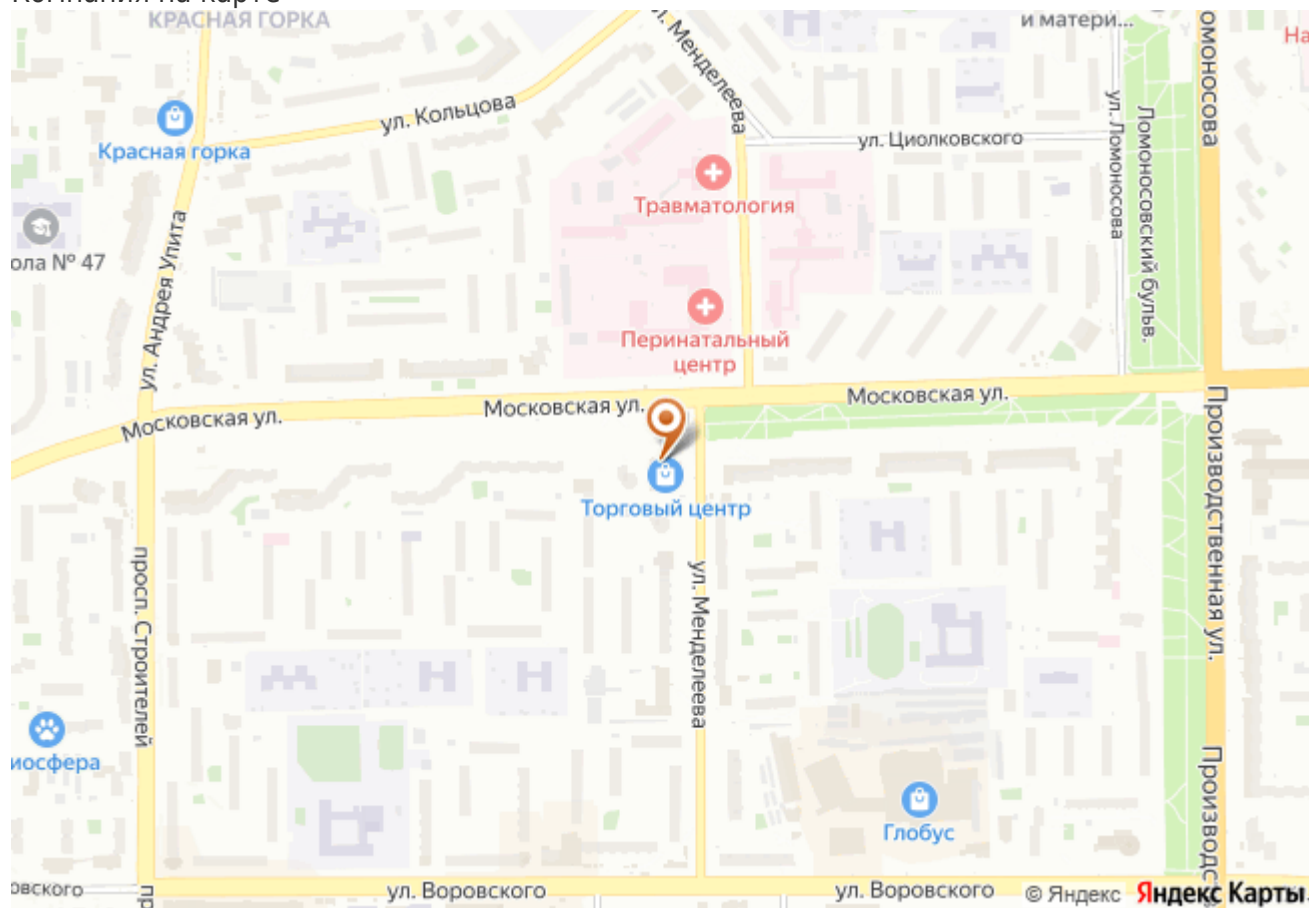 КРАСНАЯ ГОРКА
и матери...
ул. Менделеева
ул. Кольцова
Красная горка
ул. Циолковского
ул. Ломоносова
Ломоносовский бульв.
Травматология
ола № 47
ул. Андрея Упита
Перинатальный
центр
Московская ул.
Московская ул.
Московская ул.
Торговый центр
Производственная ул.
просп. Строителей
ул. Менделеева
иосфера
Глобус
ул. Воровского
ул. Воровского
© Яндекс Яндекс Карты